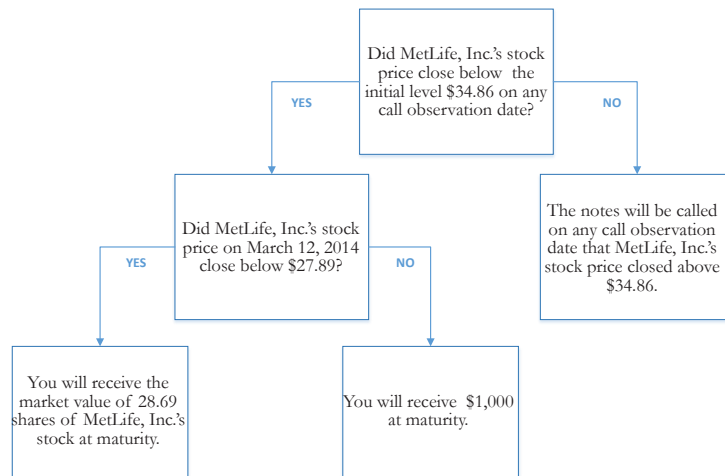 Did MetLife, Inc.'s stock
price close below the
initial level $34.86 on any
call observation date?
YES
NO
Did MetLife, Inc.'s stock
price on March 12, 2014
close below $27.89?
The notes will be called
on any call observation
date that MetLife, Inc.'s
stock price closed above
$34.86.
YES
NO
You will receive the
market value of 28.69
shares of MetLife, Inc.'s
stock at maturity.
You will receive $1,000
at maturity.